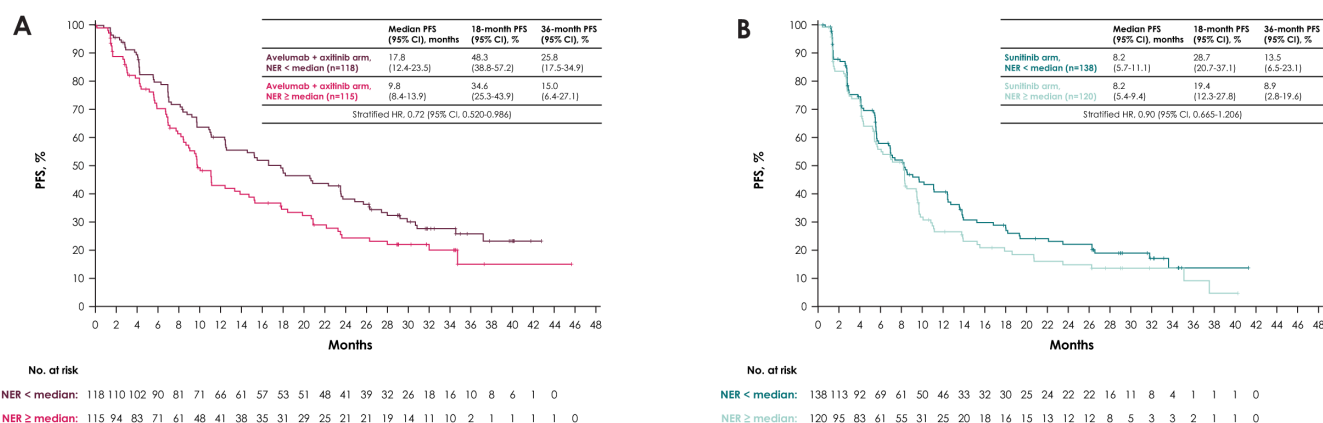 A
Median PFS (95% CI), months 18-month PFS (95% CI), % 36-month PFS (95% CI), %
Avelumab + axitinib arm, NER < median (n=118) 17.8 (12.4-23.5) 48.3 (38.8-57.2) 25.8 (17.5-34.9)
Avelumab + axitinib arm, NER ≥ median (n=115) 9.8 (8.4-13.9) 34.6 (25.3-43.9) 15.0 (6.4-27.1)
Stratified HR, 0.72 (95% CI, 0.520-0.986)
PFS, %
100
90
80
70
60
50
40
30
20
10
0
0 2 4 6 8 10 12 14 16 18 20 22 24 26 28 30 32 34 36 38 40 42 44 46 48
Months
No. at risk
NER < median: 118 110 102 90 81 71 66 61 57 53 51 48 41 39 32 26 18 16 10 8 6 1 0
NER ≥ median: 115 94 83 71 61 48 41 38 35 31 29 25 21 21 19 14 11 10 2 1 1 1 1 0
B
Median PFS (95% CI), months 18-month PFS (95% CI), % 36-month PFS (95% CI), %
Sunitinib arm, NER < median (n=138) 8.2 (5.7-11.1) 28.7 (20.7-37.1) 13.5 (6.5-23.1)
Sunitinib arm, NER ≥ median (n=120) 8.2 (5.4-9.4) 19.4 (12.3-27.8) 8.9 (2.8-19.6)
Stratified HR, 0.90 (95% CI, 0.665-1.206)
PFS, %
100
90
80
70
60
50
40
30
20
10
0
0 2 4 6 8 10 12 14 16 18 20 22 24 26 28 30 32 34 36 38 40 42 44 46 48
Months
No. at risk
NER < median: 138 113 92 69 61 50 46 33 32 30 25 24 22 22 16 11 8 4 1 1 1 0
NER ≥ median: 120 95 83 61 55 31 25 20 18 16 15 13 12 12 8 5 3 3 2 1 1 0